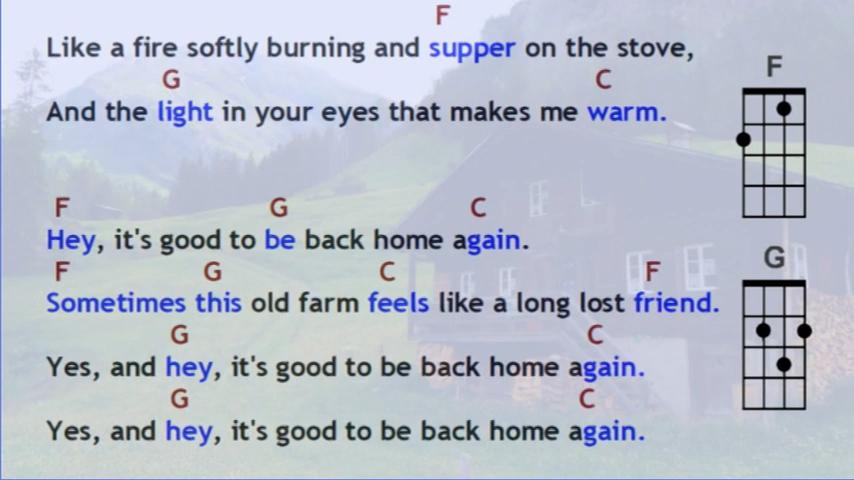 F
Like a fire softly burning and supper on the stove,
G C
And the light in your eyes that makes me warm.
F G C
Hey, it's good to be back home again.
F G C F
Sometimes this old farm feels like a long lost friend.
G C
Yes, and hey, it's good to be back home again.
G C
Yes, and hey, it's good to be back home again.
F
G